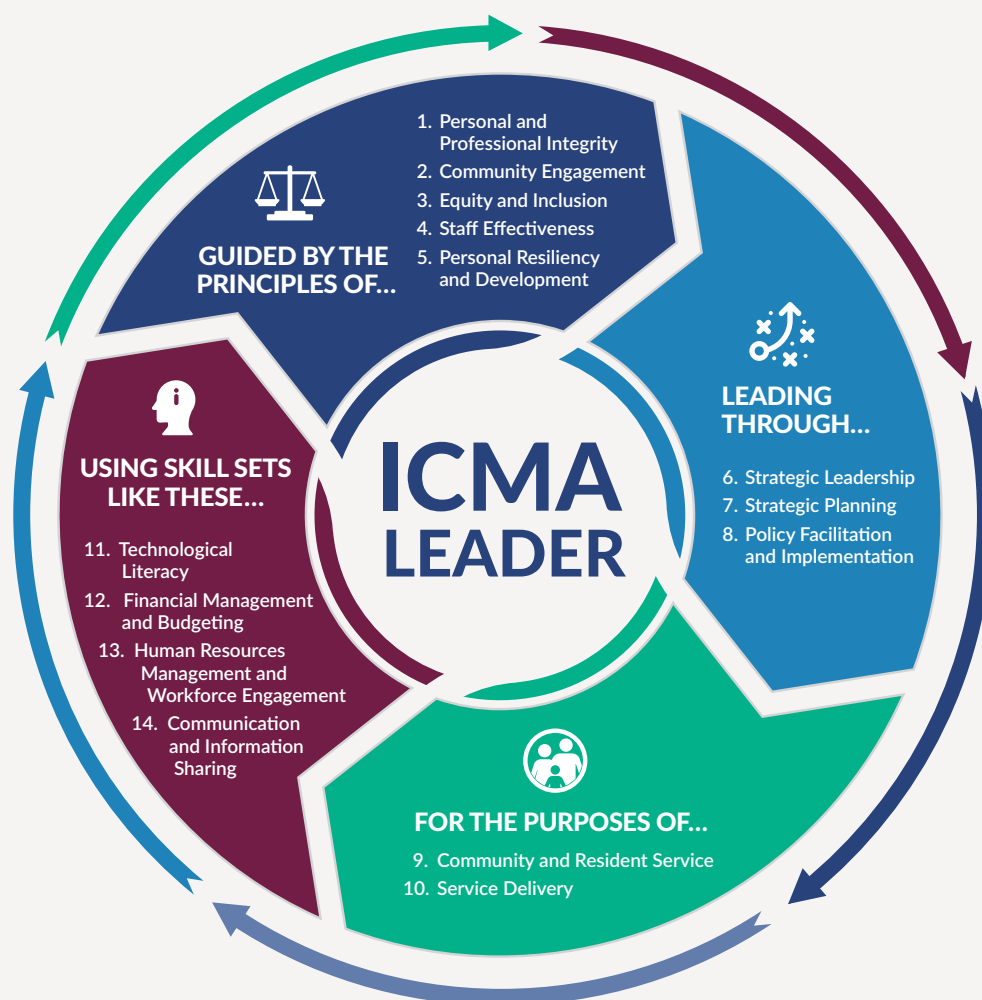 GUIDED BY THE
PRINCIPLES OF...
1. Personal and
Professional Integrity
2. Community Engagement
3. Equity and Inclusion
4. Staff Effectiveness
5. Personal Resiliency
and Development
LEADING
THROUGH...
6. Strategic Leadership
7. Strategic Planning
8. Policy Facilitation
and Implementation
FOR THE PURPOSES OF...
9. Community and Resident Service
10. Service Delivery
USING SKILL SETS
LIKE THESE...
11. Technological
Literacy
12. Financial Management
and Budgeting
13. Human Resources
Management and
Workforce Engagement
14. Communication
and Information
Sharing
ICMA
LEADER